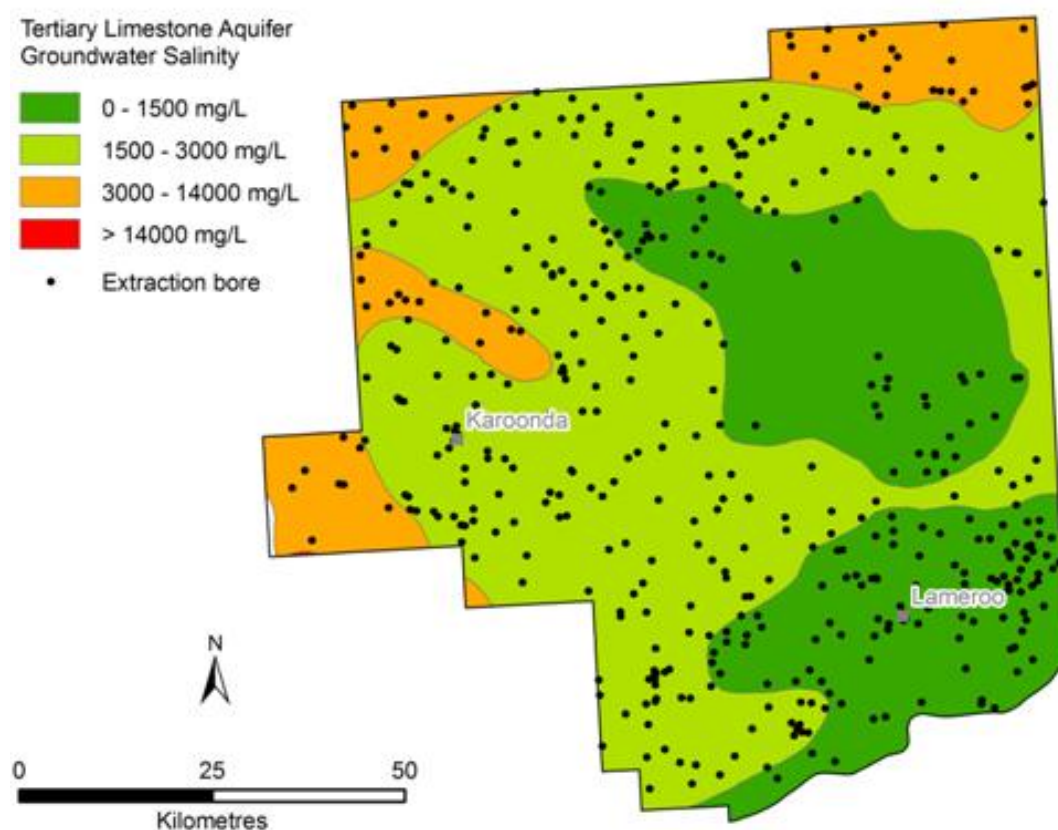 Tertiary Limestone Aquifer
Groundwater Salinity
0 - 1500 mg/L
1500 - 3000 mg/L
3000 - 14000 mg/L
> 14000 mg/L
Extraction bore
Karoonda
Lameroo
N
0 25 50
Kilometres